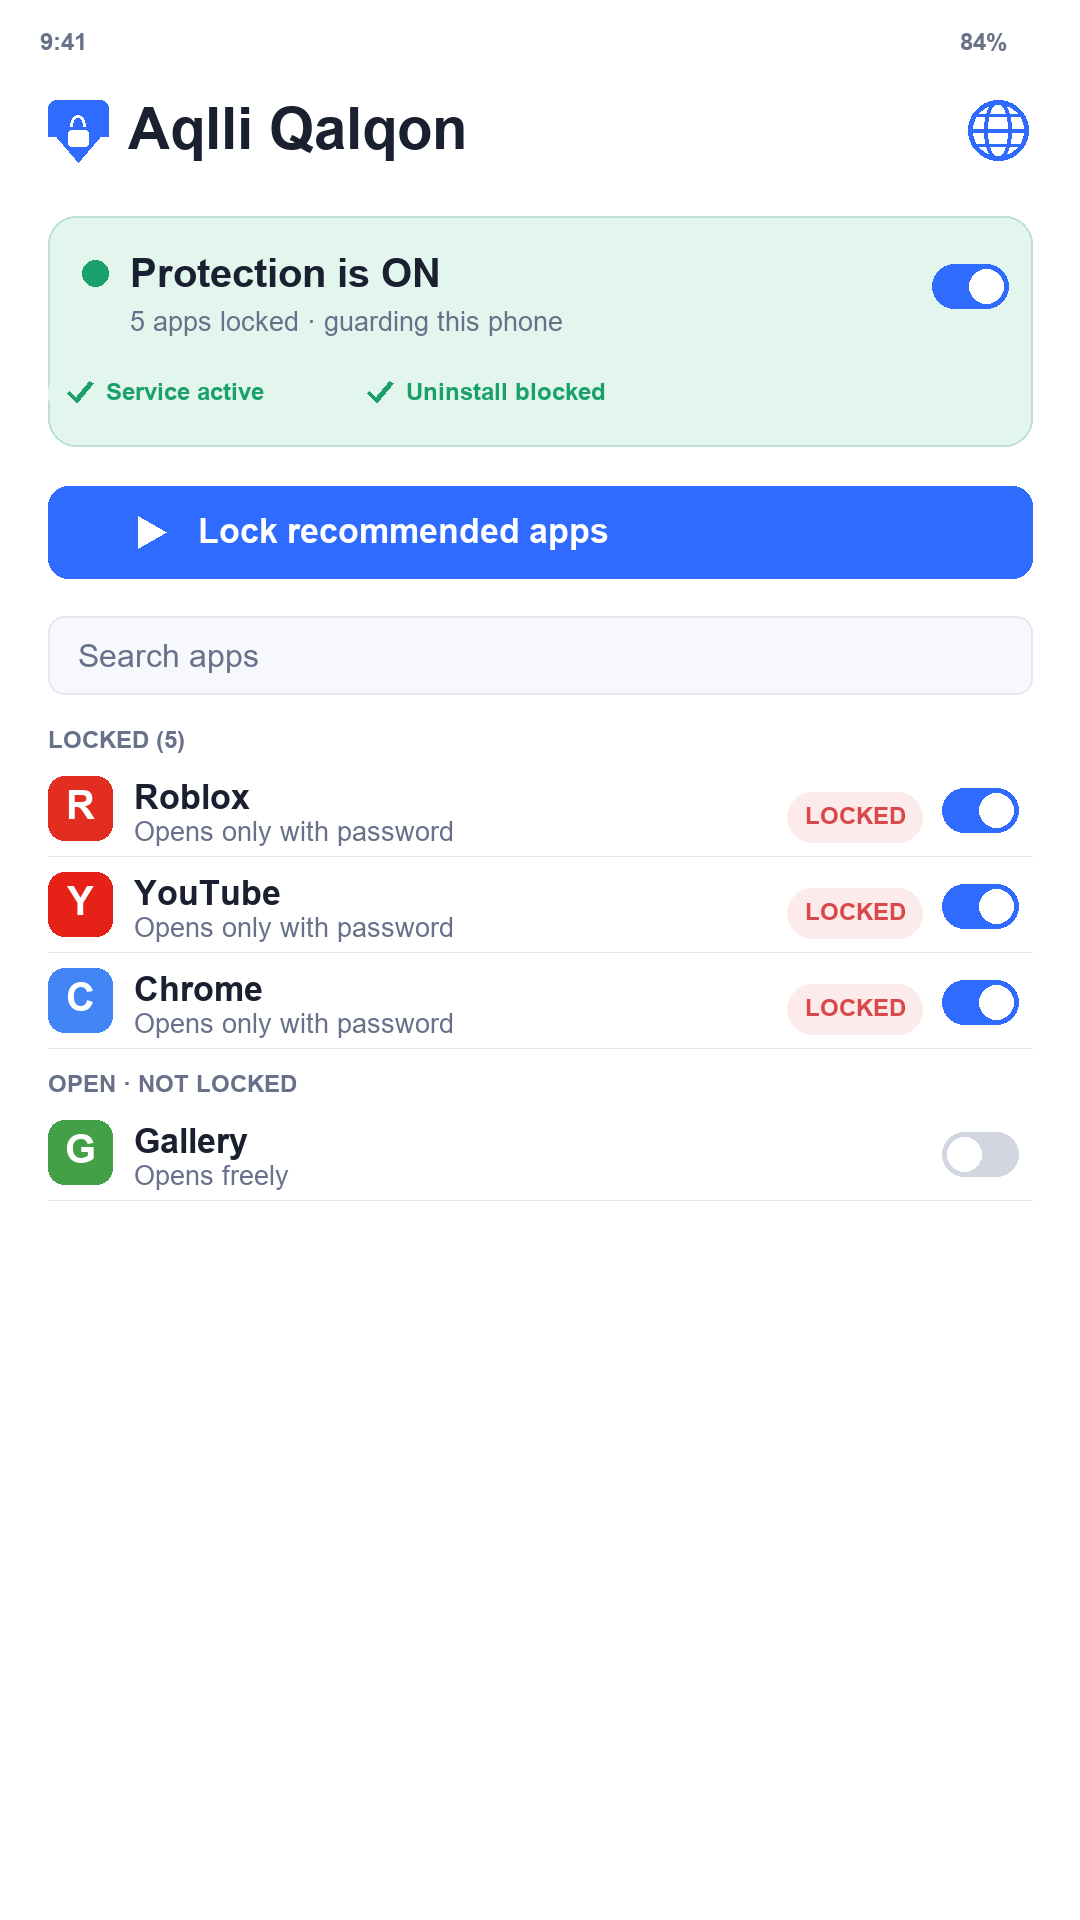 9:41
84%
Aqlli Qalqon
Protection is ON
5 apps locked · guarding this phone
Service active
Uninstall blocked
Lock recommended apps
Search apps
LOCKED (5)
R
Roblox
Opens only with password
LOCKED
Y
YouTube
Opens only with password
LOCKED
C
Chrome
Opens only with password
LOCKED
OPEN · NOT LOCKED
G
Gallery
Opens freely